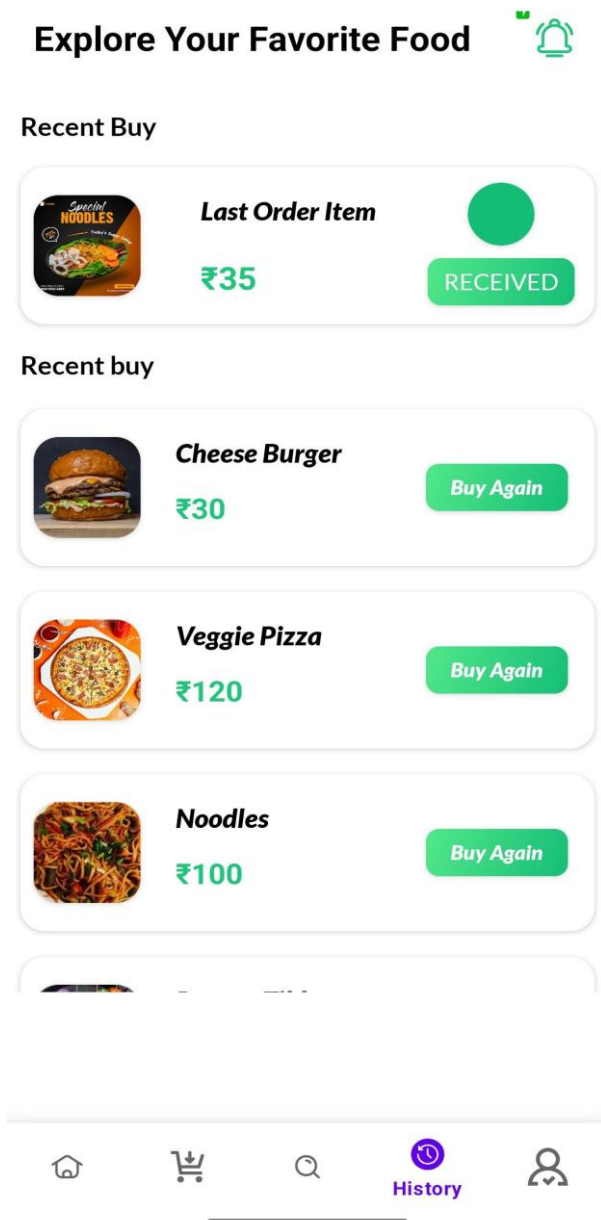 Explore Your Favorite Food
Recent Buy
Special
NOODLES
Last Order Item
₹35
RECEIVED
Recent buy
Cheese Burger
₹30
Buy Again
Veggie Pizza
₹120
Buy Again
Noodles
₹100
Buy Again
History